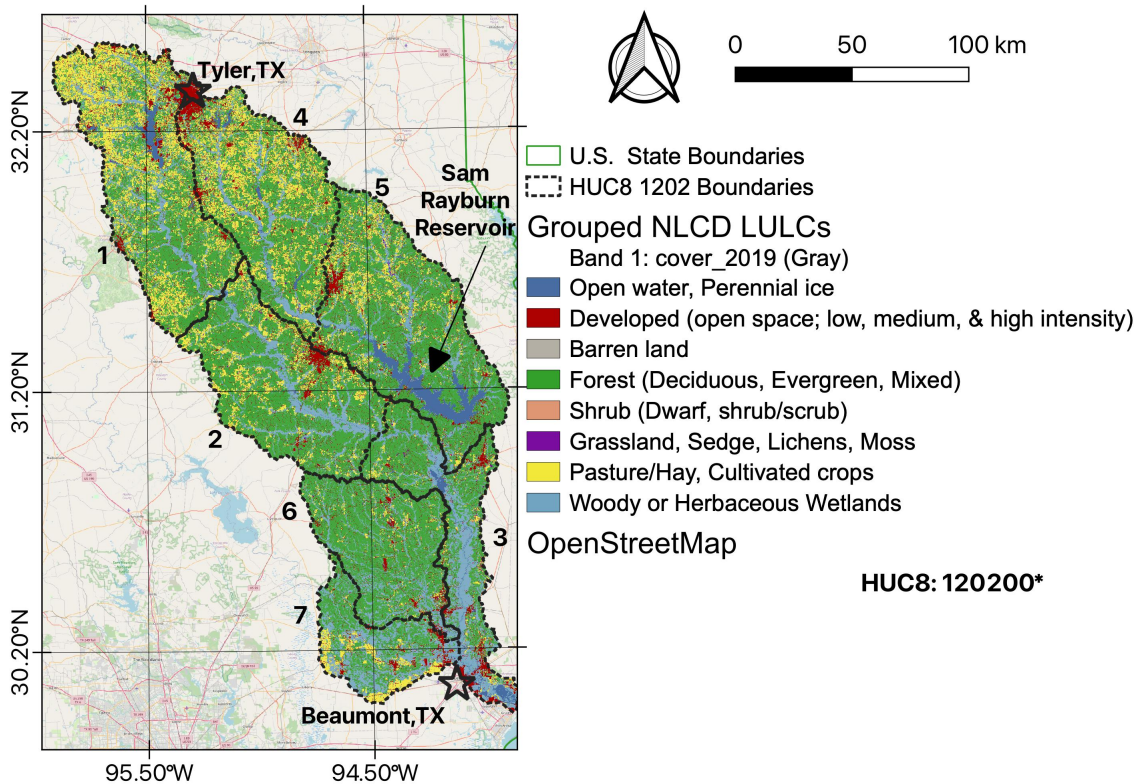 Tyler,TX
4
Sam
Rayburn
Reservoir
5
1
2
6
3
7
Beaumont,TX
32.20°N
31.20°N
30.20°N
95.50°W
94.50°W
0 50 100 km
U.S. State Boundaries
HUC8 1202 Boundaries
Grouped NLCD LULCs
Band 1: cover_2019 (Gray)
Open water, Perennial ice
Developed (open space; low, medium, & high intensity)
Barren land
Forest (Deciduous, Evergreen, Mixed)
Shrub (Dwarf, shrub/scrub)
Grassland, Sedge, Lichens, Moss
Pasture/Hay, Cultivated crops
Woody or Herbaceous Wetlands
OpenStreetMap
HUC8: 120200*